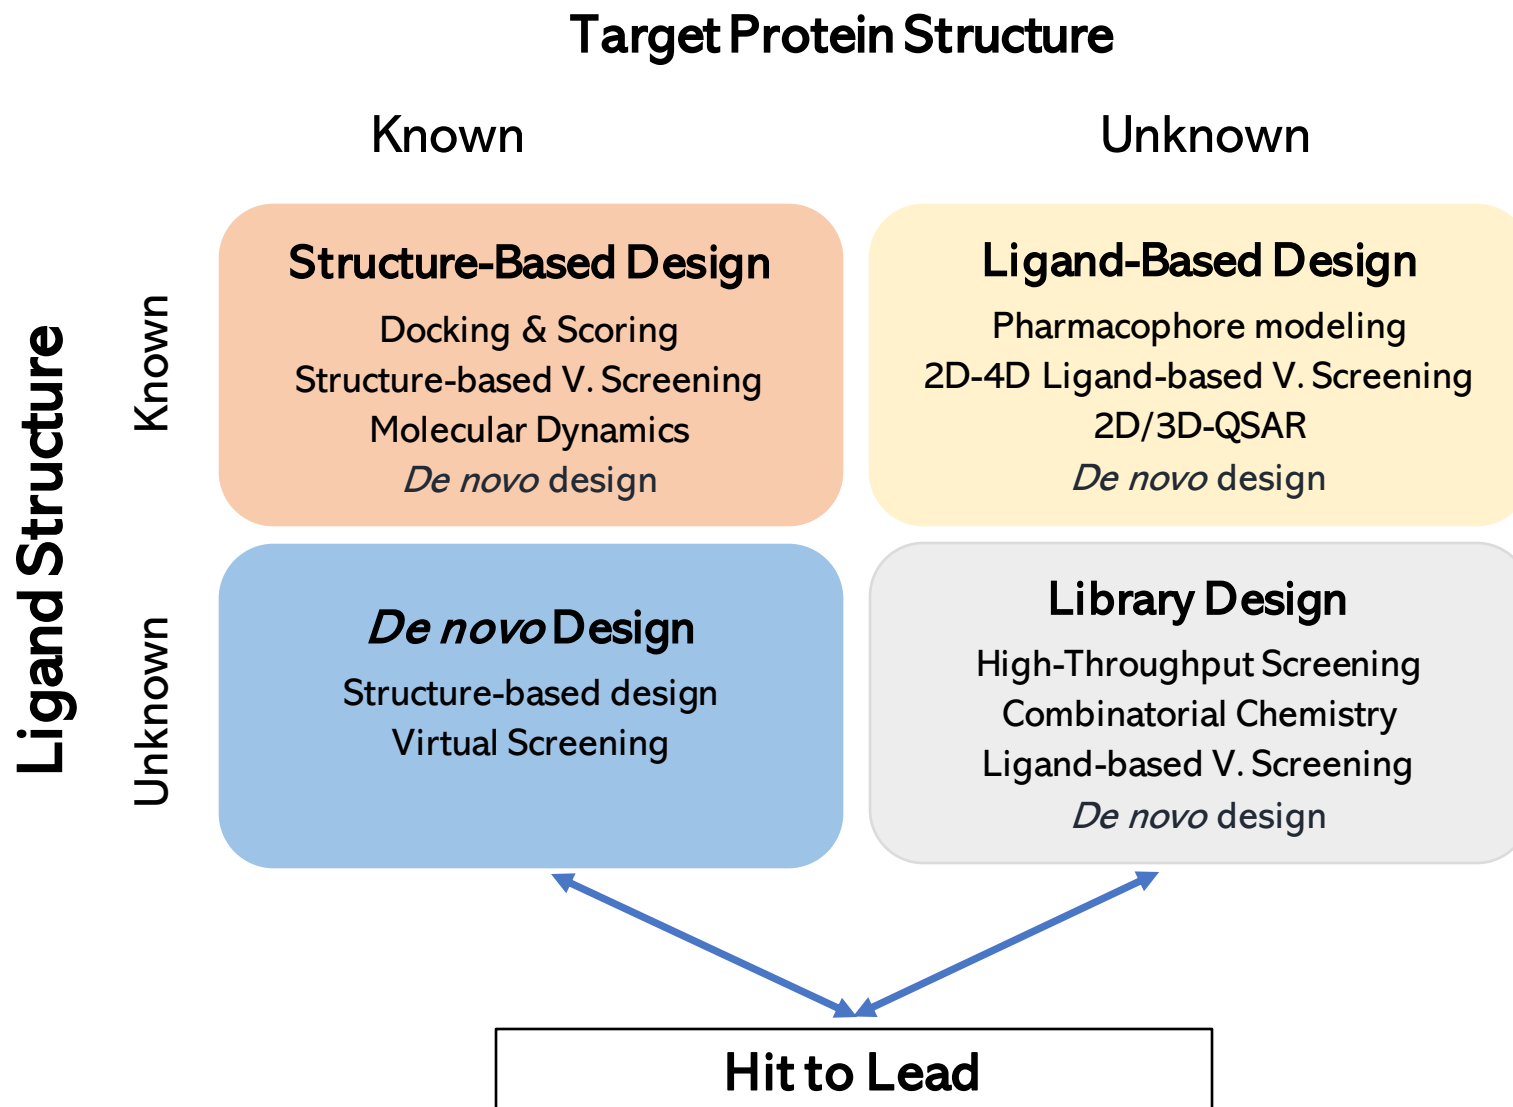 Target Protein Structure
Known
Unknown
Ligand Structure
Known
Structure-Based Design
Docking & Scoring
Structure-based V. Screening
Molecular Dynamics
De novo design
Ligand-Based Design
Pharmacophore modeling
2D-4D Ligand-based V. Screening
2D/3D-QSAR
De novo design
Unknown
De novo Design
Structure-based design
Virtual Screening
Library Design
High-Throughput Screening
Combinatorial Chemistry
Ligand-based V. Screening
De novo design
Hit to Lead